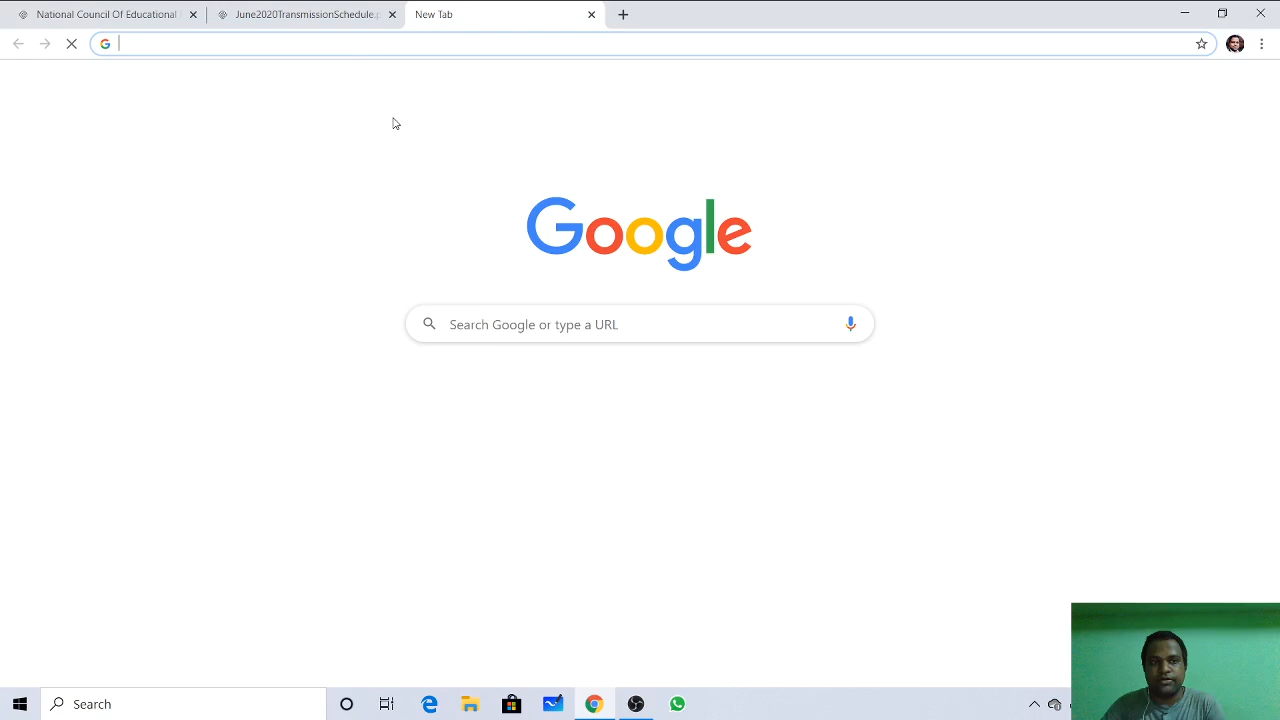 National Council Of Educational
June2020TransmissionSchedule.p
New Tab
Google
Search Google or type a URL
Search